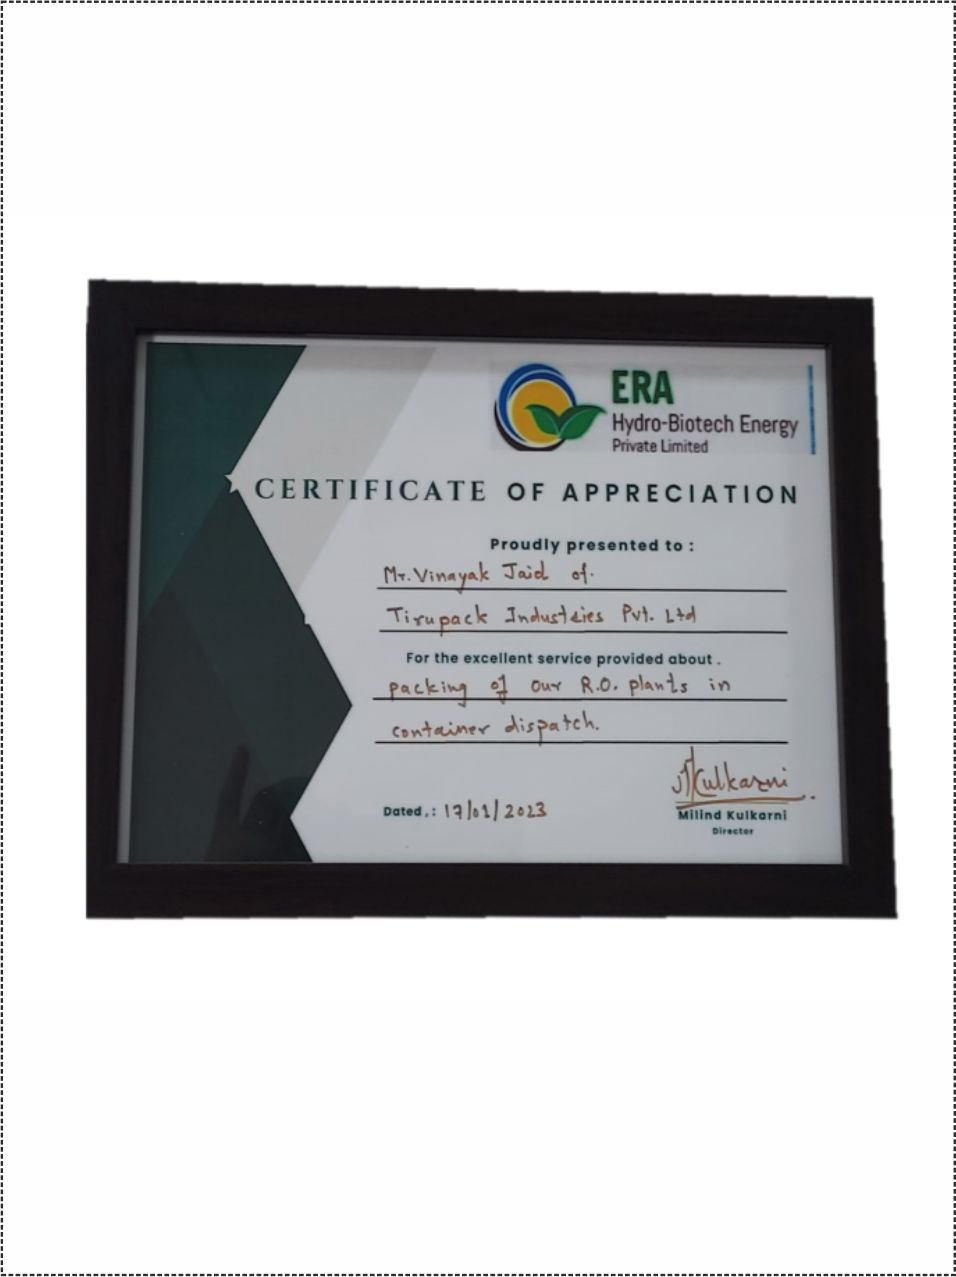 ERA
Hydro-Biotech Energy
Private Limited
CERTIFICATE OF APPRECIATION
Proudly presented to :
Mr. Vinayak Jaid of.
Tirupack Industries Pvt. Ltd
For the excellent service provided about .
packing of our R.O. plants in
container dispatch.
Kulkarni
Dated,: 17/01/2023
Milind Kulkarni
Director